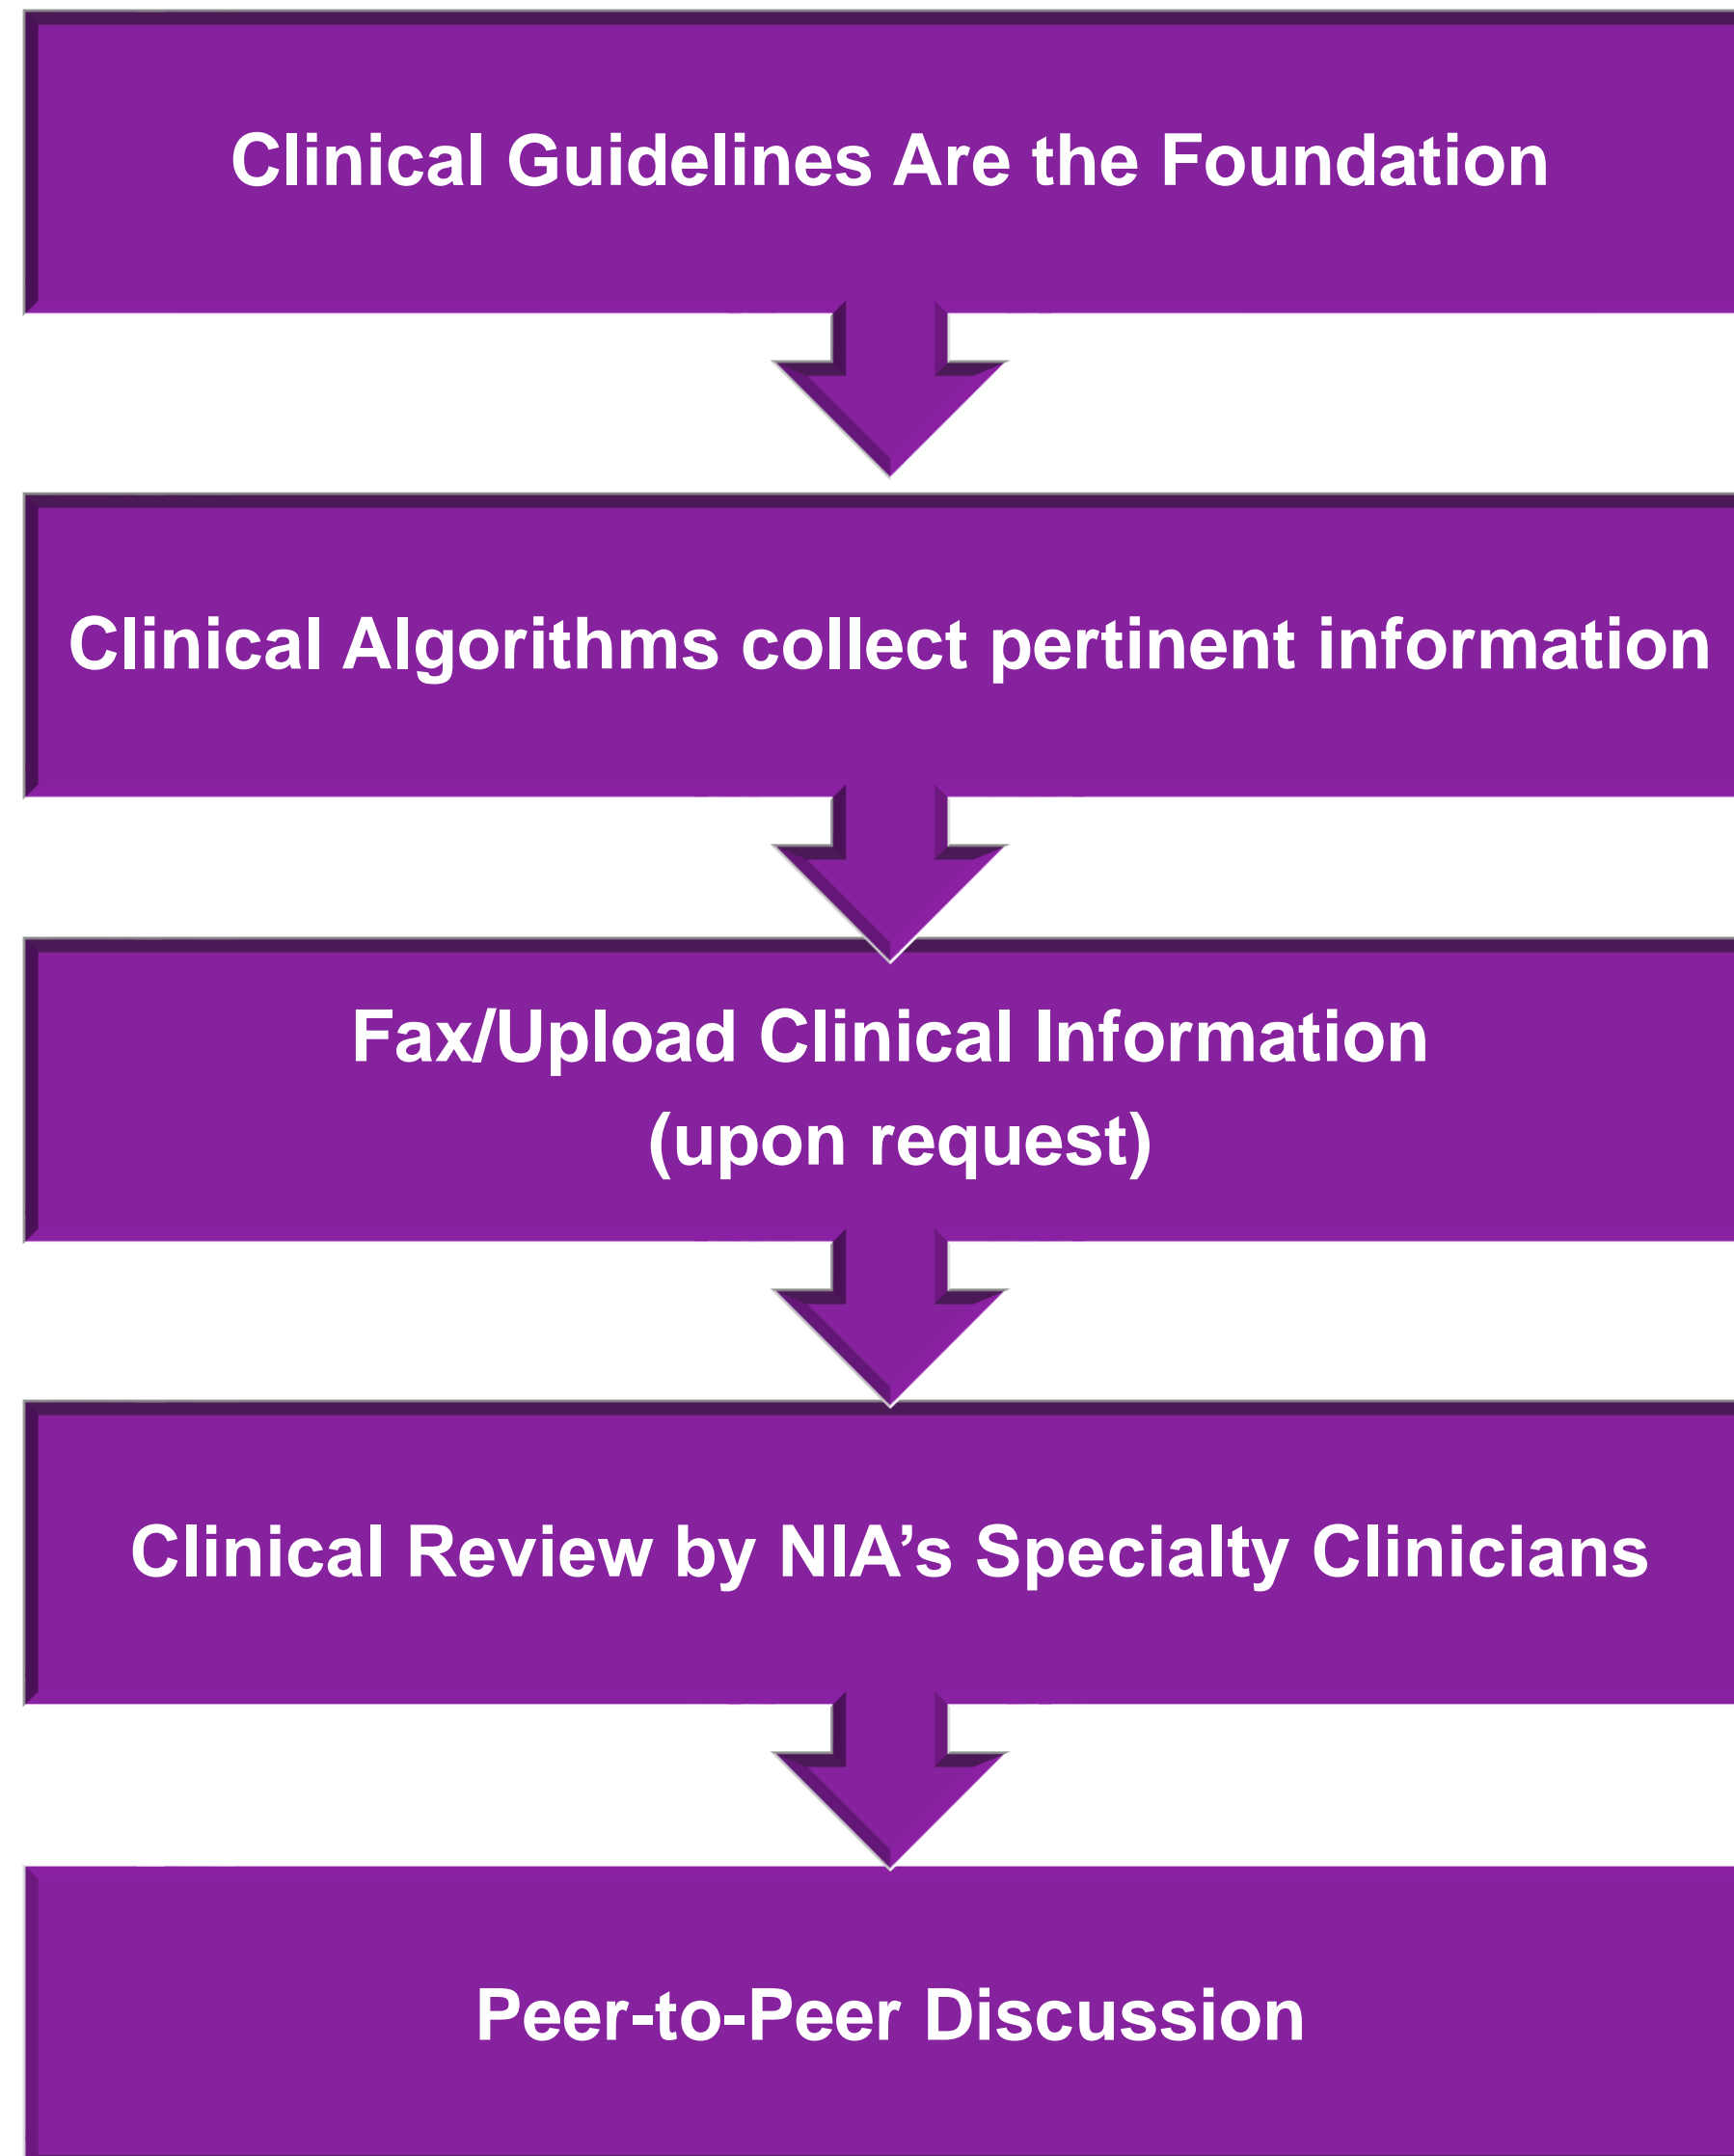 Clinical Guidelines Are the Foundation
Clinical Algorithms collect pertinent information
Fax/Upload Clinical Information
(upon request)
Clinical Review by NIA’s Specialty Clinicians
Peer-to-Peer Discussion